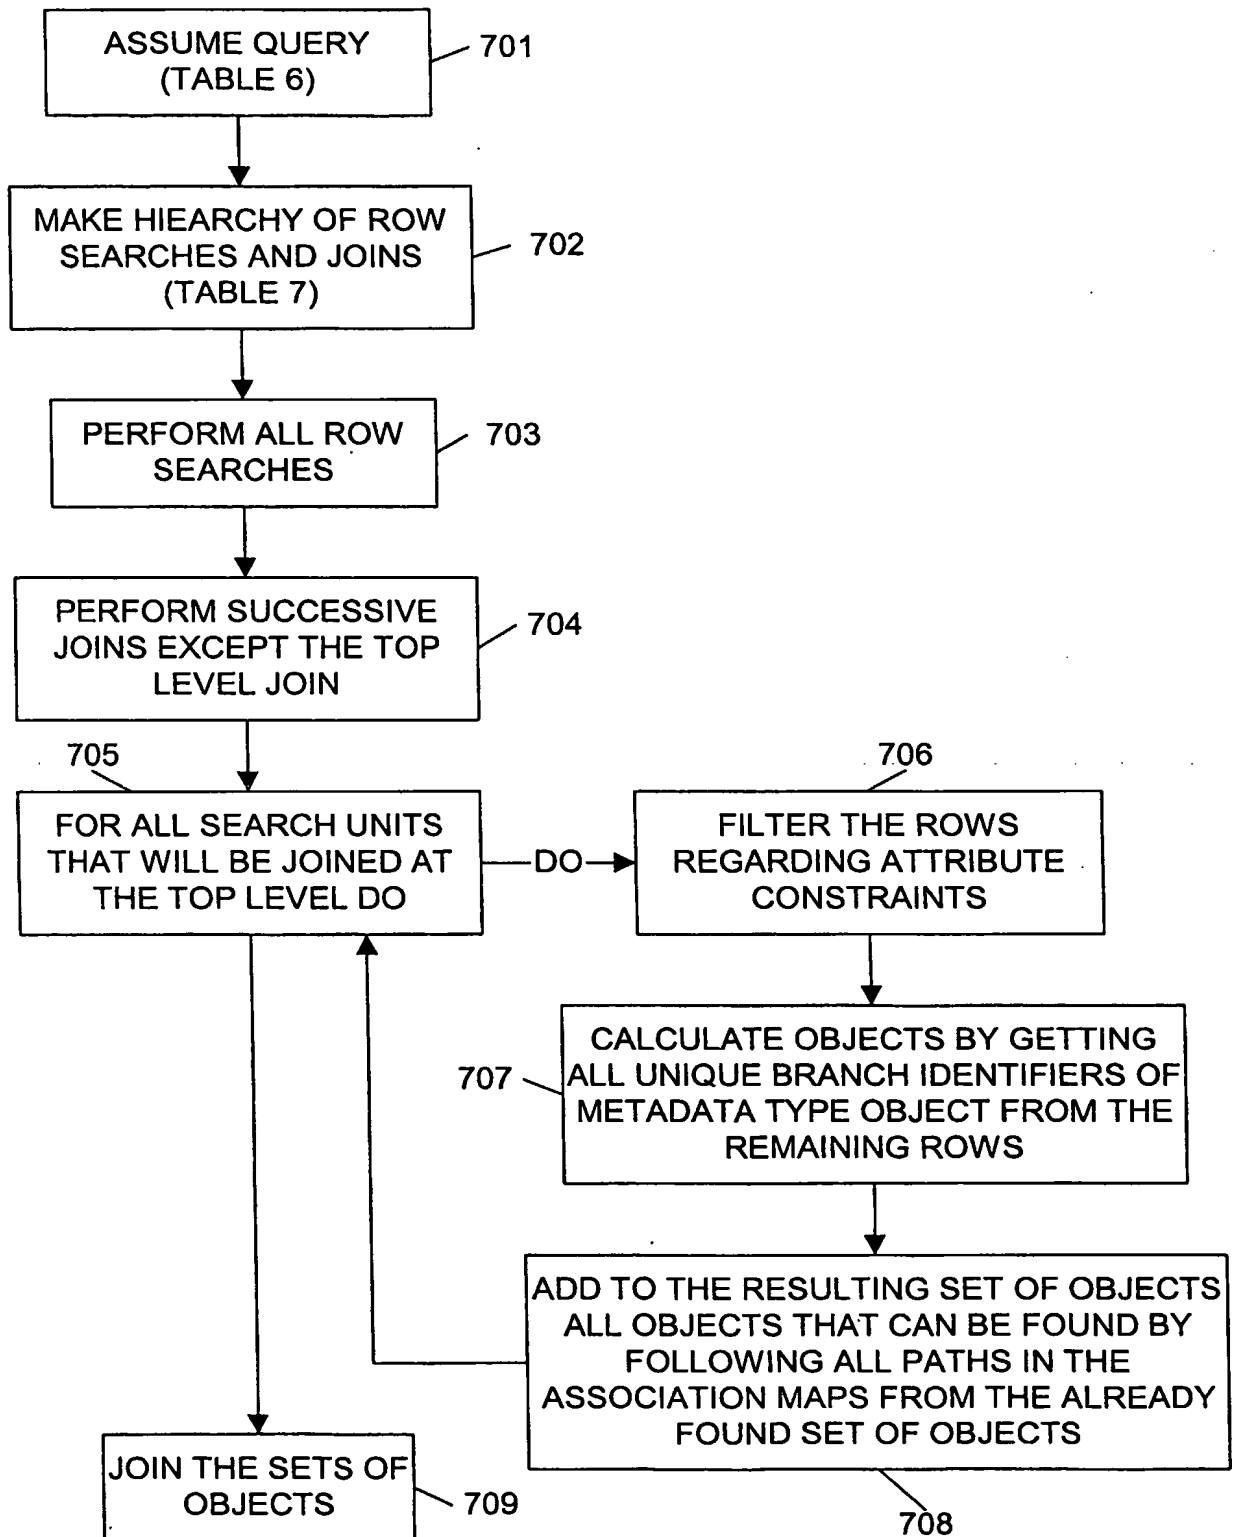 ASSUME QUERY
(TABLE 6)
701
MAKE HIEARCHY OF ROW
SEARCHES AND JOINS
(TABLE 7)
702
PERFORM ALL ROW
SEARCHES
703
PERFORM SUCCESSIVE
JOINS EXCEPT THE TOP
LEVEL JOIN
704
705
FOR ALL SEARCH UNITS
THAT WILL BE JOINED AT
THE TOP LEVEL DO
DO
706
FILTER THE ROWS
REGARDING ATTRIBUTE
CONSTRAINTS
707
CALCULATE OBJECTS BY GETTING
ALL UNIQUE BRANCH IDENTIFIERS OF
METADATA TYPE OBJECT FROM THE
REMAINING ROWS
ADD TO THE RESULTING SET OF OBJECTS
ALL OBJECTS THAT CAN BE FOUND BY
FOLLOWING ALL PATHS IN THE
ASSOCIATION MAPS FROM THE ALREADY
FOUND SET OF OBJECTS
708
JOIN THE SETS OF
OBJECTS
709